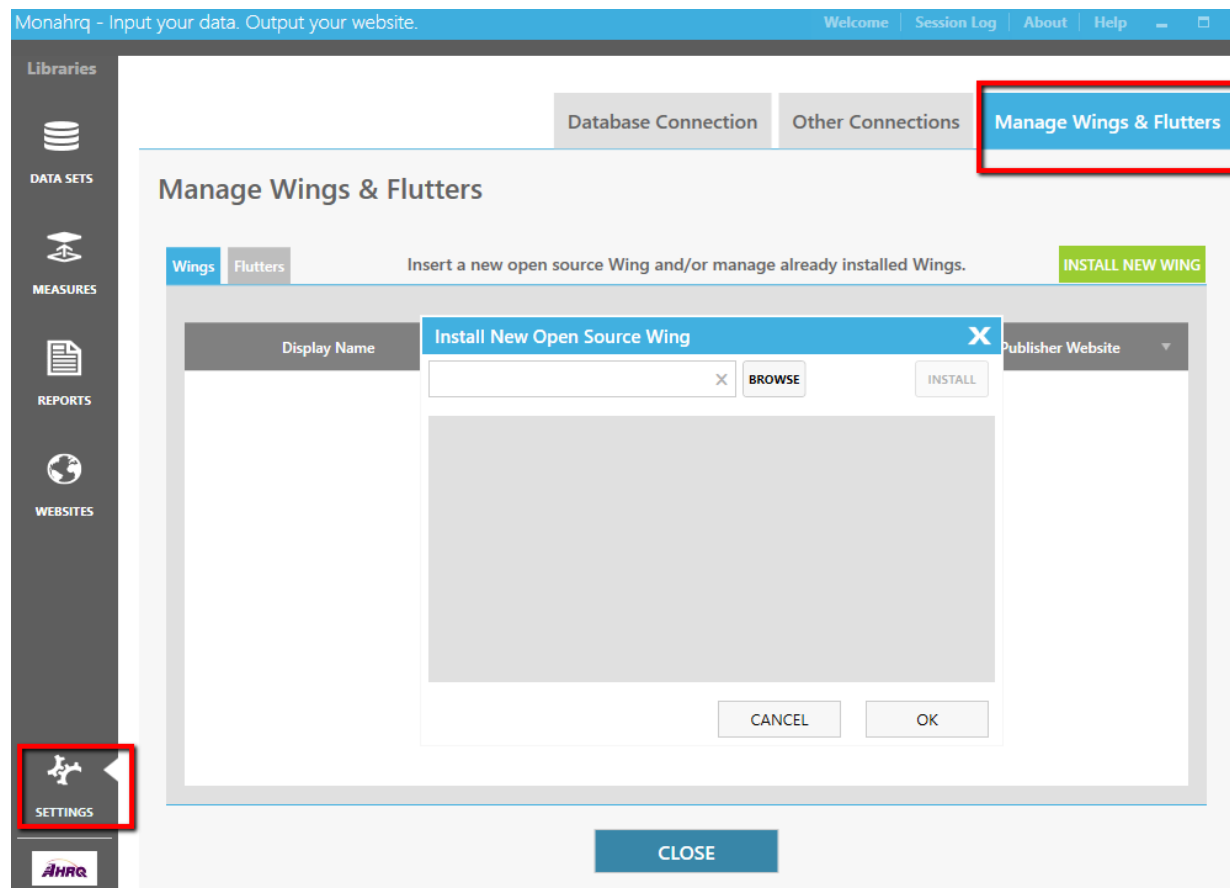 Monahrq - Input your data. Output your website.
Welcome Session Log About Help
Libraries
DATA SETS
MEASURES
REPORTS
WEBSITES
SETTINGS
AHRQ
Database Connection
Other Connections
Manage Wings & Flutters
Manage Wings & Flutters
Wings
Flutters
Insert a new open source Wing and/or manage already installed Wings.
INSTALL NEW WING
Display Name
Publisher Website
Install New Open Source Wing
BROWSE
INSTALL
CANCEL
OK
CLOSE